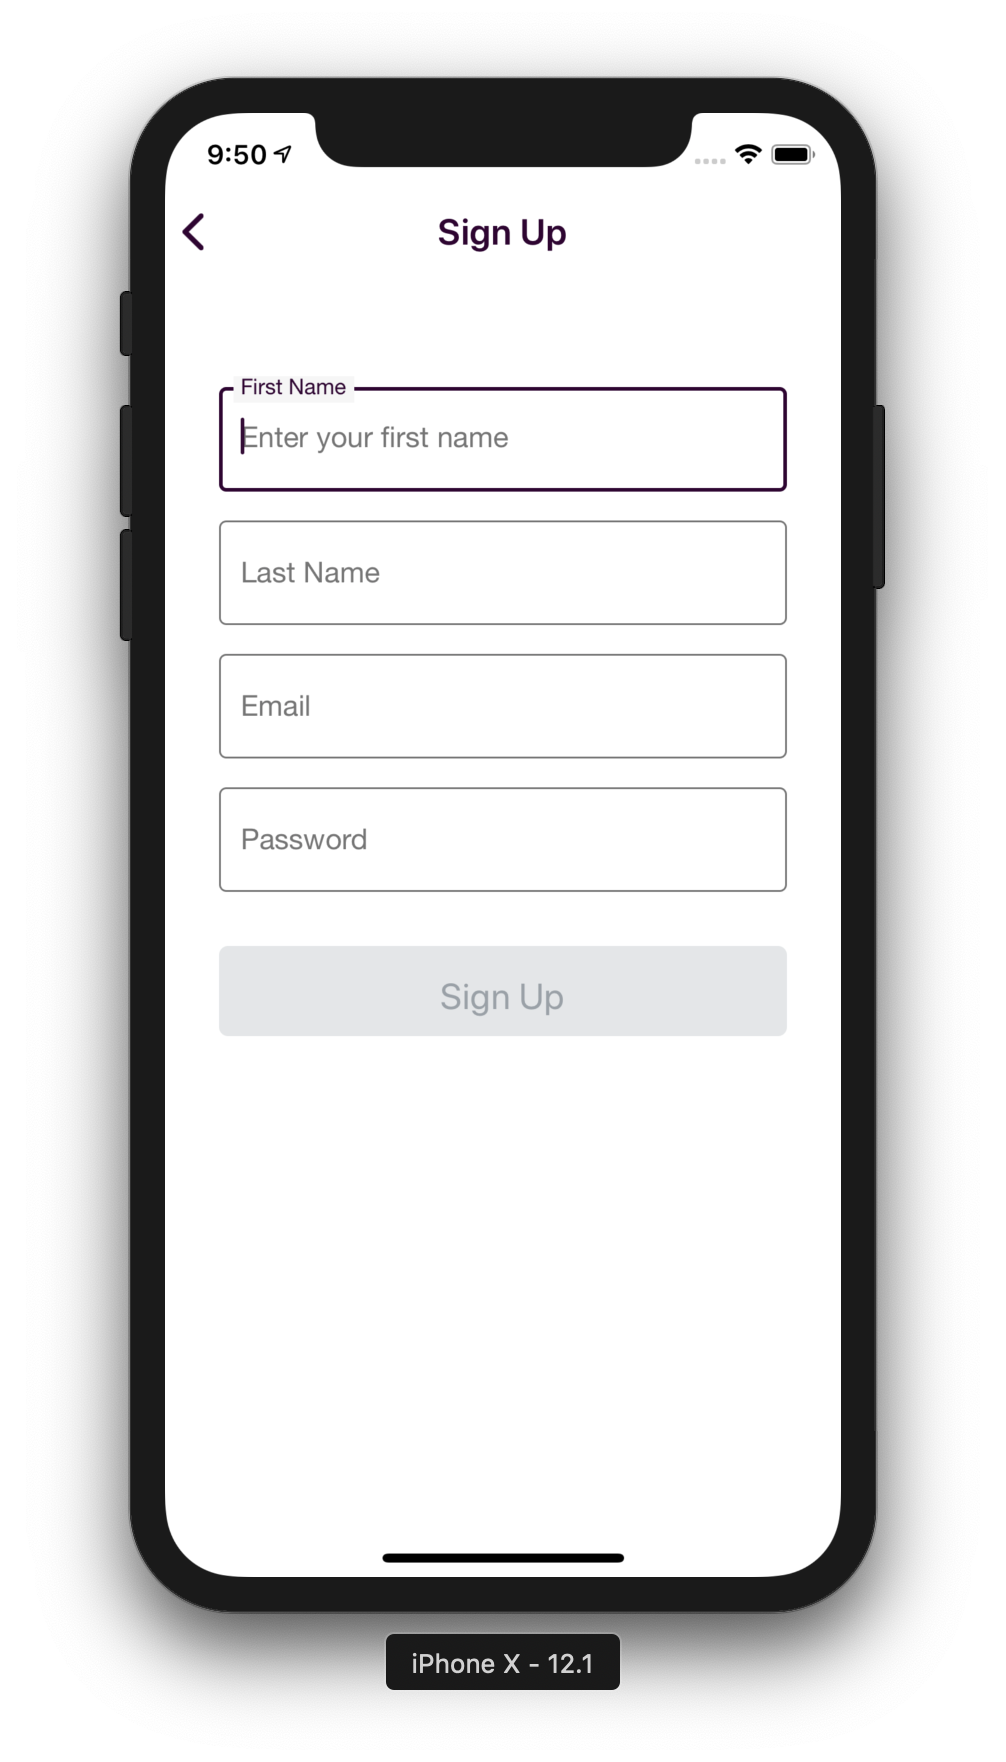 9:50
Sign Up
First Name
Enter your first name
Last Name
Email
Password
Sign Up
iPhone X - 12.1